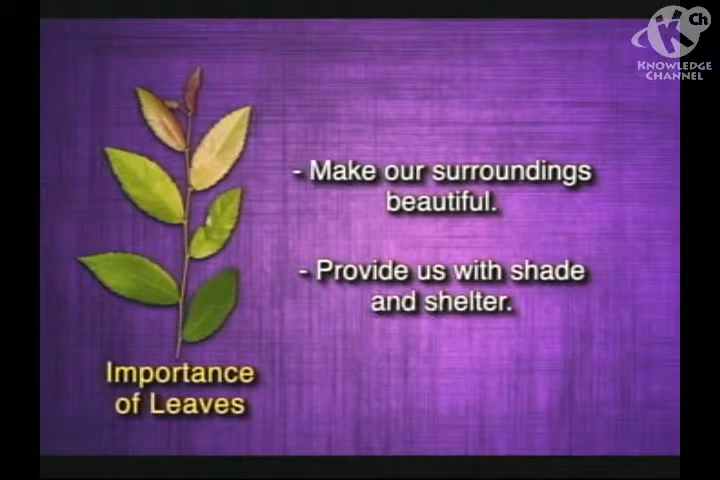 Ch
K
KNOWLEDGE
CHANNEL
- Make our surroundings
beautiful.
- Provide us with shade
and shelter.
Importance
of Leaves